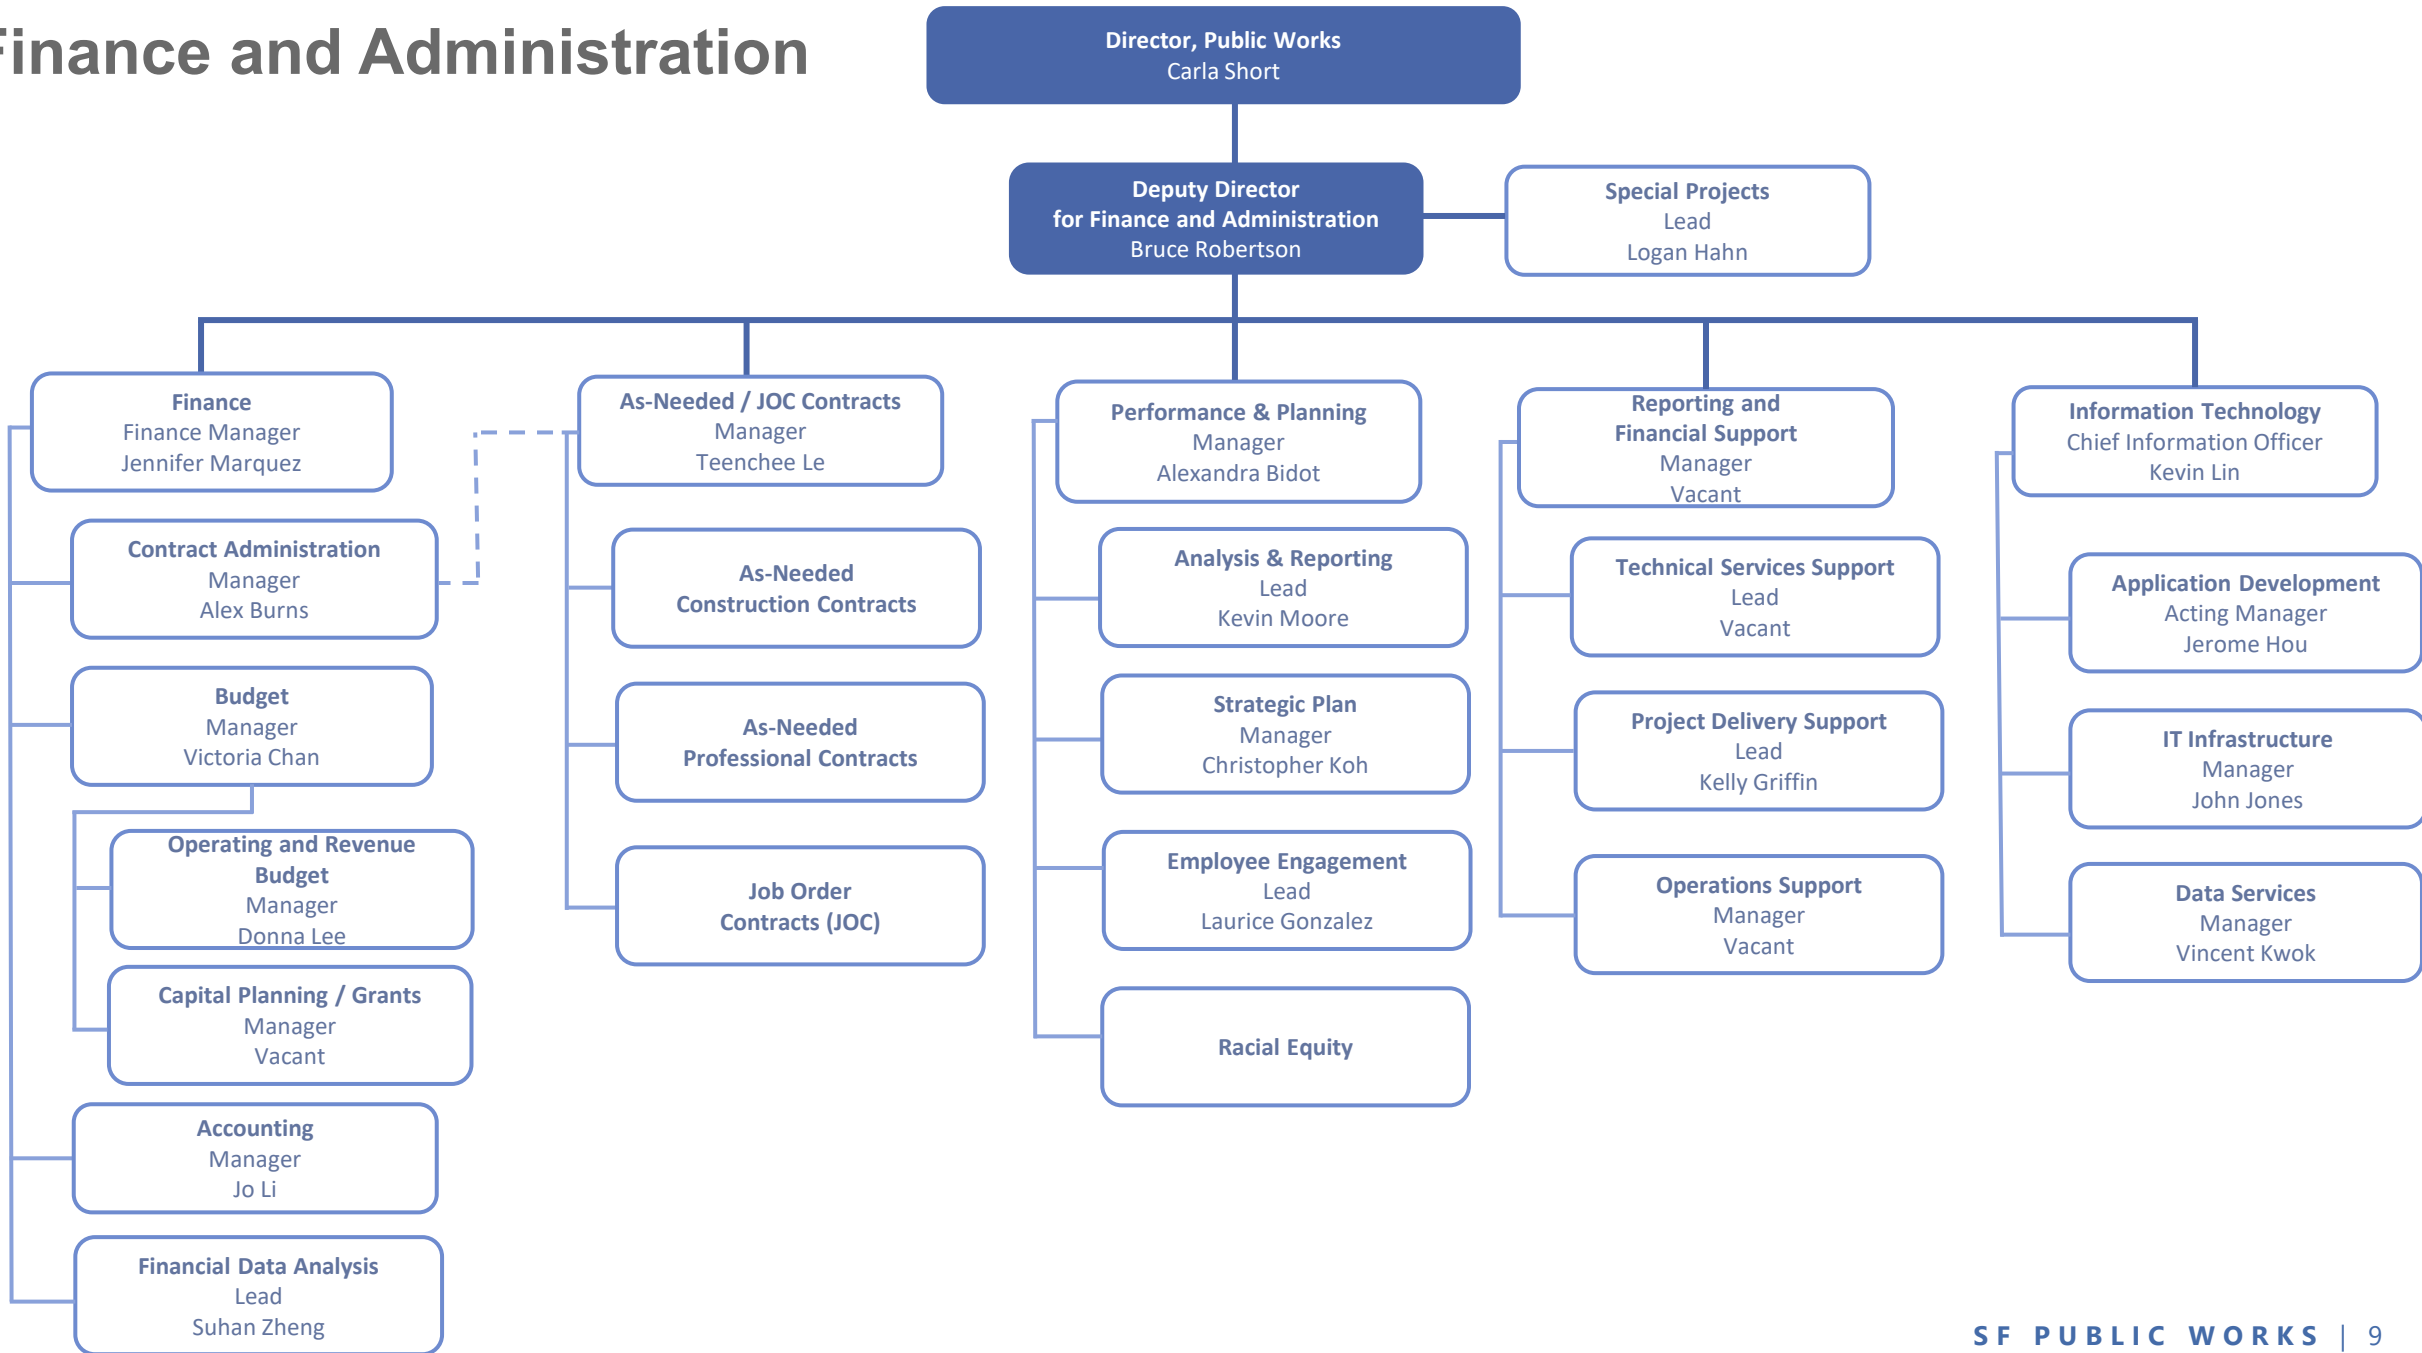 Finance and Administration
Director, Public Works
Carla Short
Deputy Director
for Finance and Administration
Bruce Robertson
Special Projects
Lead
Logan Hahn
Finance
Finance Manager
Jennifer Marquez
Contract Administration
Manager
Alex Burns
Budget
Manager
Victoria Chan
Operating and Revenue
Budget
Manager
Donna Lee
Capital Planning / Grants
Manager
Vacant
Accounting
Manager
Jo Li
Financial Data Analysis
Lead
Suhan Zheng
As-Needed / JOC Contracts
Manager
Teenchee Le
As-Needed
Construction Contracts
As-Needed
Professional Contracts
Job Order
Contracts (JOC)
Performance & Planning
Manager
Alexandra Bidot
Analysis & Reporting
Lead
Kevin Moore
Strategic Plan
Manager
Christopher Koh
Employee Engagement
Lead
Laurice Gonzalez
Racial Equity
Reporting and
Financial Support
Manager
Vacant
Technical Services Support
Lead
Vacant
Project Delivery Support
Lead
Kelly Griffin
Operations Support
Manager
Vacant
Information Technology
Chief Information Officer
Kevin Lin
Application Development
Acting Manager
Jerome Hou
IT Infrastructure
Manager
John Jones
Data Services
Manager
Vincent Kwok
SF PUBLIC WORKS | 9